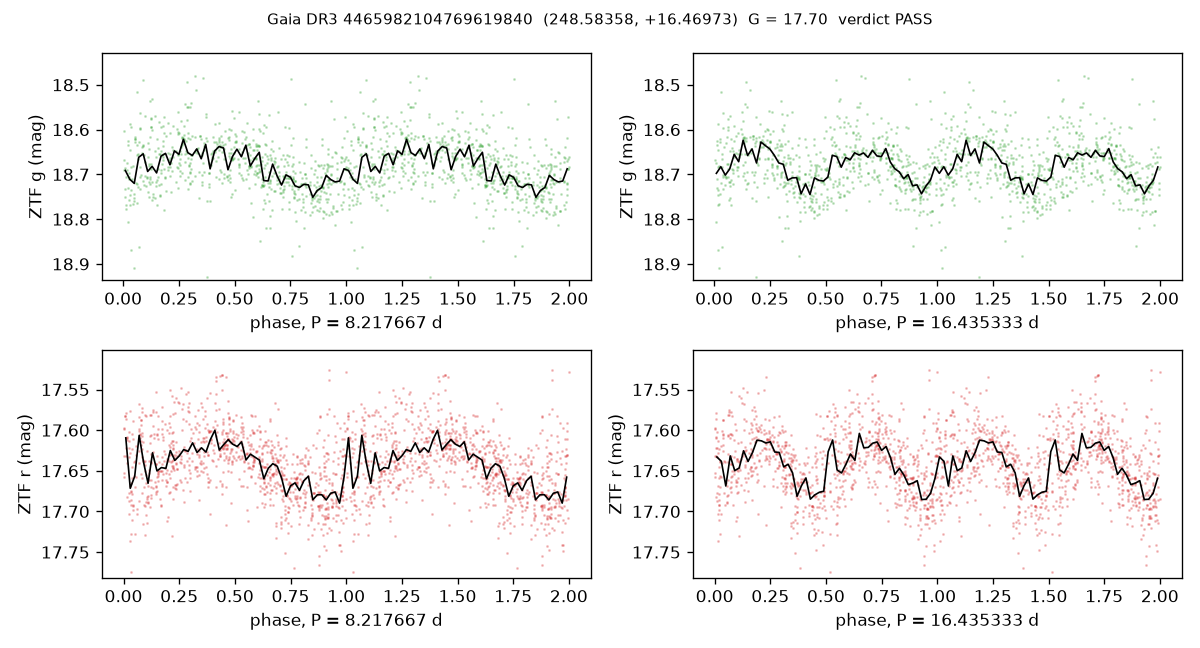 Gaia DR3 4465982104769619840  (248.58358, +16.46973)  G = 17.70  verdict PASS
ZTF g (mag)
18.5
18.6
18.7
18.8
18.9
0.00 0.25 0.50 0.75 1.00 1.25 1.50 1.75 2.00
phase, P = 8.217667 d
ZTF g (mag)
18.5
18.6
18.7
18.8
18.9
0.00 0.25 0.50 0.75 1.00 1.25 1.50 1.75 2.00
phase, P = 16.435333 d
ZTF r (mag)
17.55
17.60
17.65
17.70
17.75
0.00 0.25 0.50 0.75 1.00 1.25 1.50 1.75 2.00
phase, P = 8.217667 d
ZTF r (mag)
17.55
17.60
17.65
17.70
17.75
0.00 0.25 0.50 0.75 1.00 1.25 1.50 1.75 2.00
phase, P = 16.435333 d